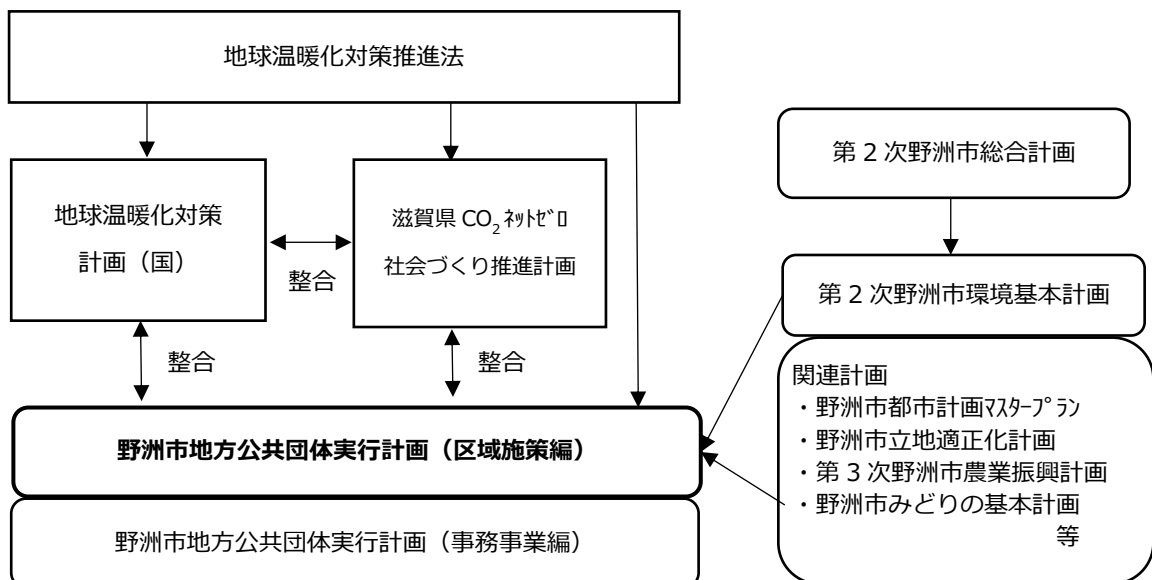 地球温暖化対策推進法
地球温暖化対策
計画（国）
整合
滋賀県 CO₂ ﾈｯﾄｾﾞﾛ
社会づくり推進計画
整合
整合
野洲市地方公共団体実行計画（区域施策編）
野洲市地方公共団体実行計画（事務事業編）
第２次野洲市総合計画
第２次野洲市環境基本計画
関連計画
・野洲市都市計画ﾏｽﾀｰﾌﾟﾗﾝ
・野洲市立地適正化計画
・第３次野洲市農業振興計画
・野洲市みどりの基本計画
等